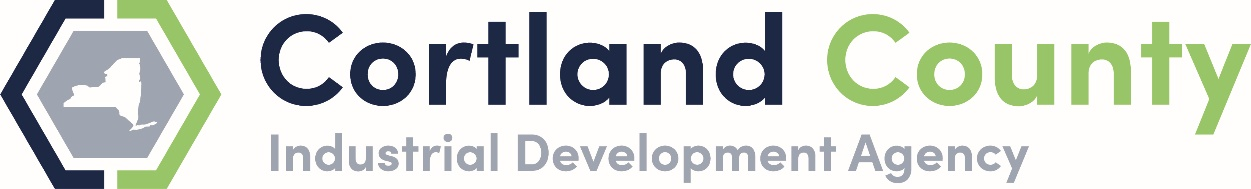 Cortland County
Industrial Development Agency